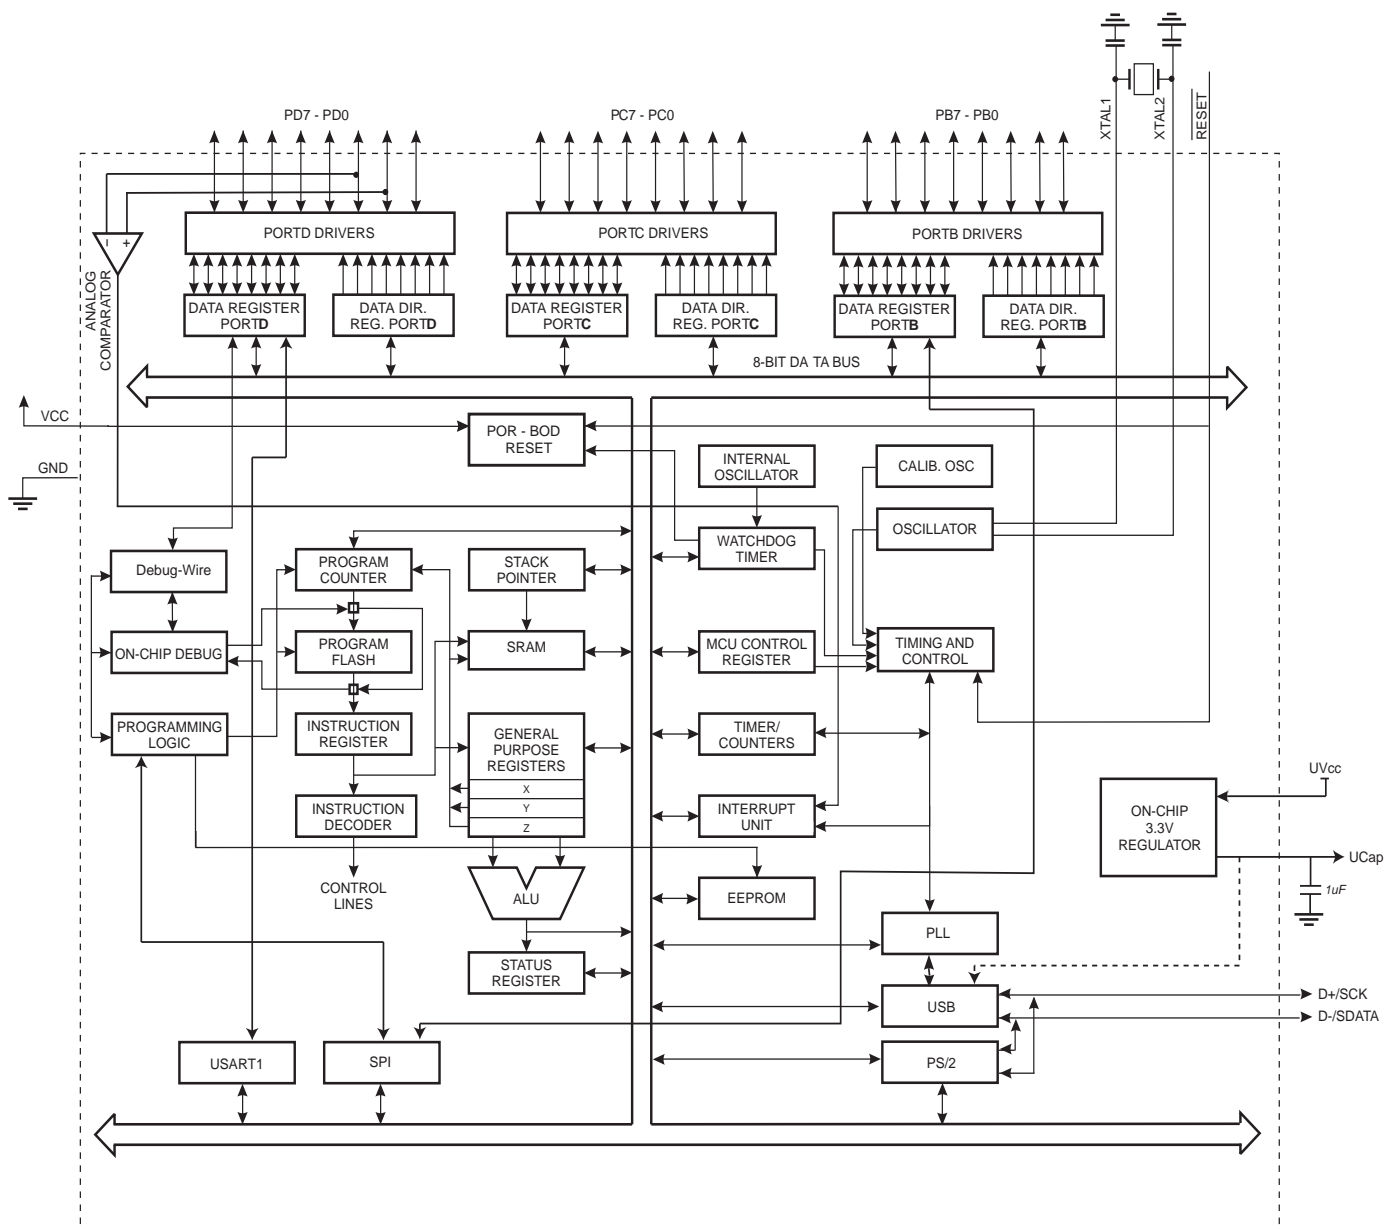 XTAL1
XTAL2
RESET
PD7 - PD0
PC7 - PC0
PB7 - PB0
- +
ANALOG
COMPARATOR
PORTD DRIVERS
PORTC DRIVERS
PORTB DRIVERS
DATA REGISTER
PORTD
DATA DIR.
REG. PORTD
DATA REGISTER
PORTC
DATA DIR.
REG. PORTC
DATA REGISTER
PORTB
DATA DIR.
REG. PORTB
8-BIT DA TA BUS
VCC
GND
POR - BOD
RESET
INTERNAL
OSCILLATOR
CALIB. OSC
OSCILLATOR
WATCHDOG
TIMER
Debug-Wire
PROGRAM
COUNTER
STACK
POINTER
ON-CHIP DEBUG
PROGRAM
FLASH
SRAM
MCU CONTROL
REGISTER
TIMING AND
CONTROL
PROGRAMMING
LOGIC
INSTRUCTION
REGISTER
GENERAL
PURPOSE
REGISTERS
X
Y
Z
TIMER/
COUNTERS
INSTRUCTION
DECODER
INTERRUPT
UNIT
UVcc
ON-CHIP
3.3V
REGULATOR
UCap
1uF
CONTROL
LINES
ALU
EEPROM
STATUS
REGISTER
PLL
USB
D+/SCK
D-/SDATA
USART1
SPI
PS/2